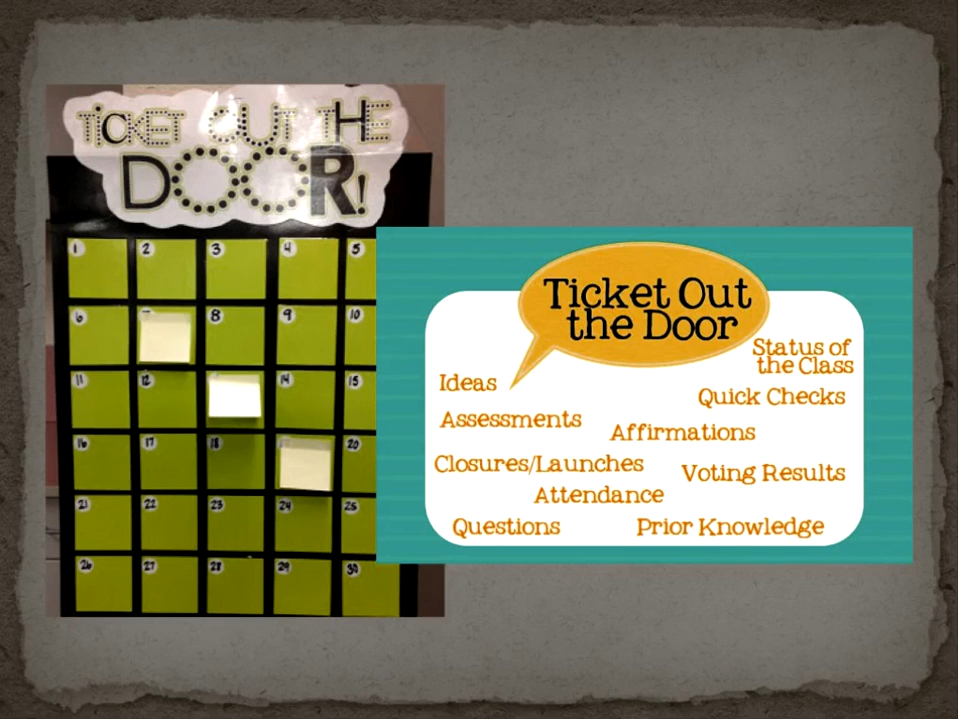 TICKET OUT THE
DOOR!
1 2 3 4 5
6 7 8 9 10
11 12 14 15
16 17 18 20
21 22 23 24 25
26 27 28 29 30
Ticket Out
the Door
Status of
the Class
Ideas
Quick Checks
Assessments
Affirmations
Closures/Launches
Voting Results
Attendance
Questions
Prior Knowledge